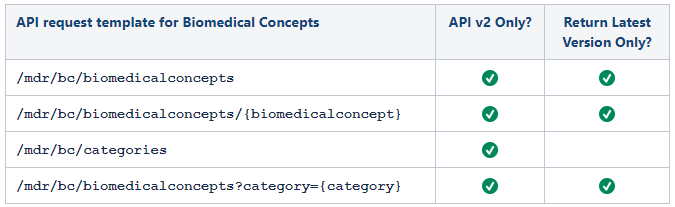 API request template for Biomedical Concepts
API v2 Only?
Return Latest
Version Only?
/mdr/bc/biomedicalconcepts
/mdr/bc/biomedicalconcepts/{biomedicalconcept}
/mdr/bc/categories
/mdr/bc/biomedicalconcepts?category={category}